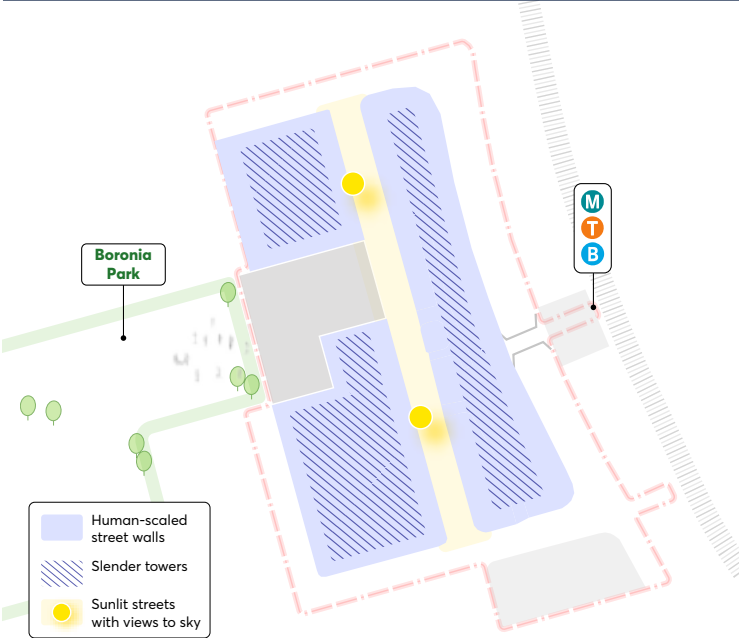 M
T
B
Boronia
Park
Human-scaled
street walls
Slender towers
Sunlit streets
with views to sky